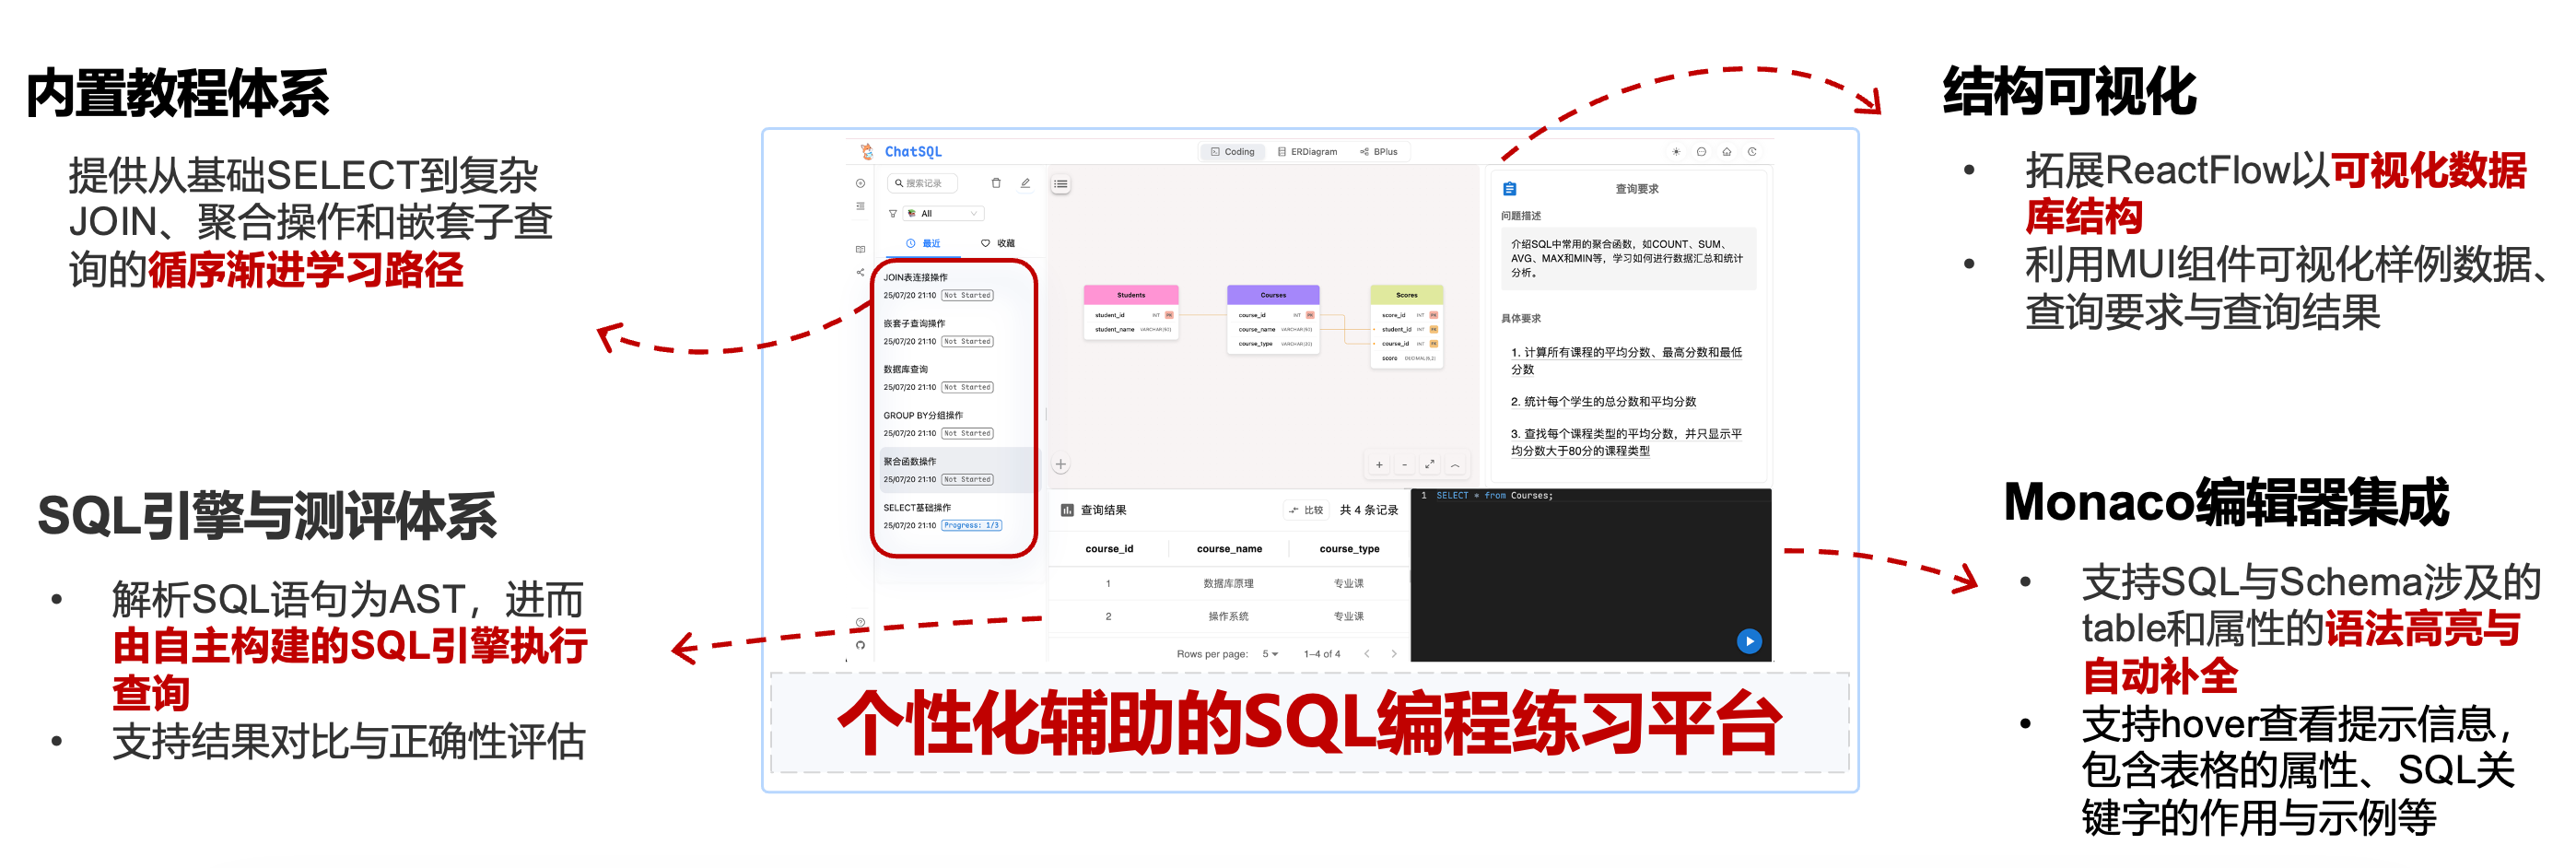 内置教程体系
提供从基础SELECT到复杂
JOIN、聚合操作和嵌套子查
询的循序渐进学习路径
SQL引擎与测评体系
• 解析SQL语句为AST，进而
由自主构建的SQL引擎执行
查询
• 支持结果对比与正确性评估
ChatSQL
Coding ERDiagram BPlus
搜索记录
All
最近 收藏
JOIN表连接操作
25/07/20 21:10 Not Started
嵌套子查询操作
25/07/20 21:10 Not Started
数据库查询
25/07/20 21:10 Not Started
GROUP BY分组操作
25/07/20 21:10 Not Started
聚合函数操作
25/07/20 21:10 Not Started
SELECT基础操作
25/07/20 21:10 Progress: 1/3
Students
student_id INT PK
student_name VARCHAR(50)
Courses
course_id INT PK
course_name VARCHAR(50)
course_type VARCHAR(20)
Scores
score_id INT PK
student_id INT FK
course_id INT FK
score DECIMAL(5,2)
查询要求
问题描述
介绍SQL中常用的聚合函数，如COUNT、SUM、
AVG、MAX和MIN等，学习如何进行数据汇总和统计
分析。
具体要求
1. 计算所有课程的平均分数、最高分数和最低
分数
2. 统计每个学生的总分数和平均分数
3. 查找每个课程类型的平均分数，并只显示平
均分数大于80分的课程类型
查询结果 比较 共 4 条记录
course_id course_name course_type
1 数据库原理 专业课
2 操作系统 专业课
Rows per page: 5 1–4 of 4
1 SELECT * from Courses;
个性化辅助的SQL编程练习平台
结构可视化
• 拓展ReactFlow以可视化数据
库结构
• 利用MUI组件可视化样例数据、
查询要求与查询结果
Monaco编辑器集成
• 支持SQL与Schema涉及的
table和属性的语法高亮与
自动补全
• 支持hover查看提示信息，
包含表格的属性、SQL关
键字的作用与示例等